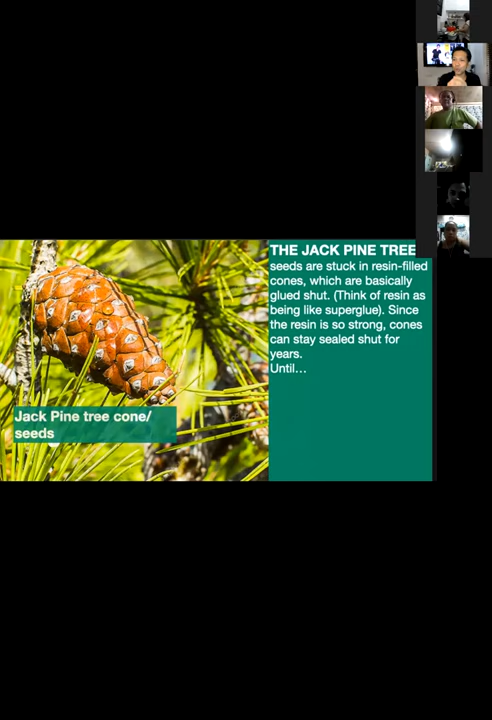 THE JACK PINE TREE
seeds are stuck in resin-filled
cones, which are basically
glued shut. (Think of resin as
being like superglue). Since
the resin is so strong, cones
can stay sealed shut for
years.
Until…
Jack Pine tree cone/
seeds